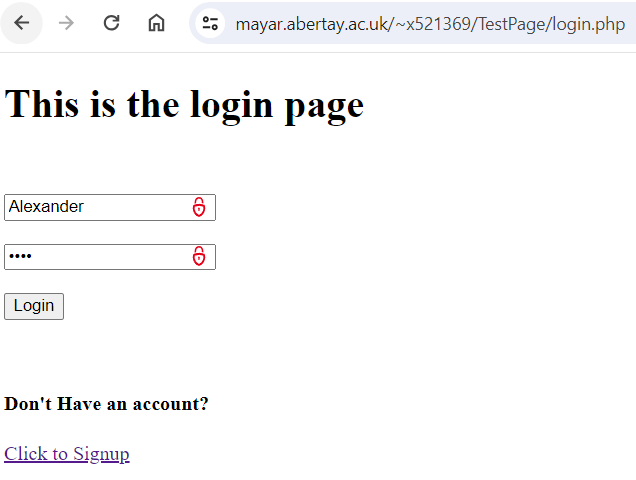 mayar.abertay.ac.uk/~x521369/TestPage/login.php
This is the login page
Alexander
••••
Login
Don't Have an account?
Click to Signup